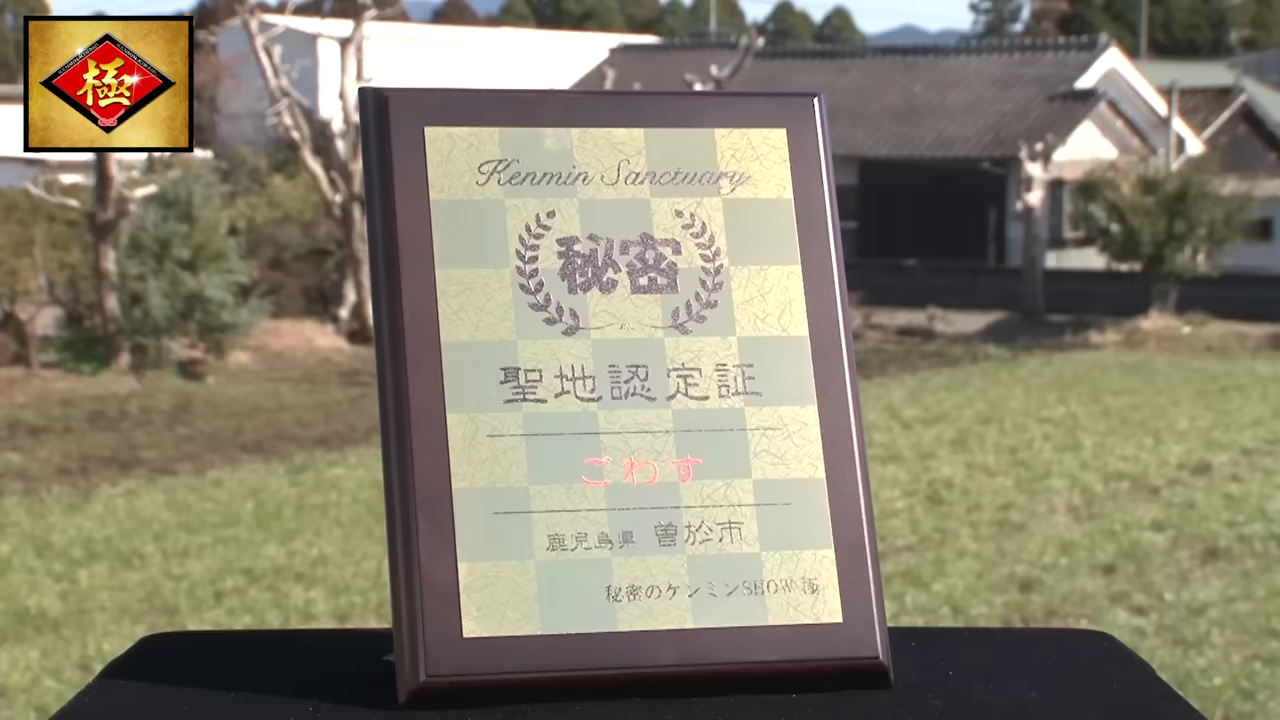 極
Kenmin Sanctuary
秘密
聖地認定証
ごわす
鹿児島県 曽於市
秘密のケンミンSHOW 極